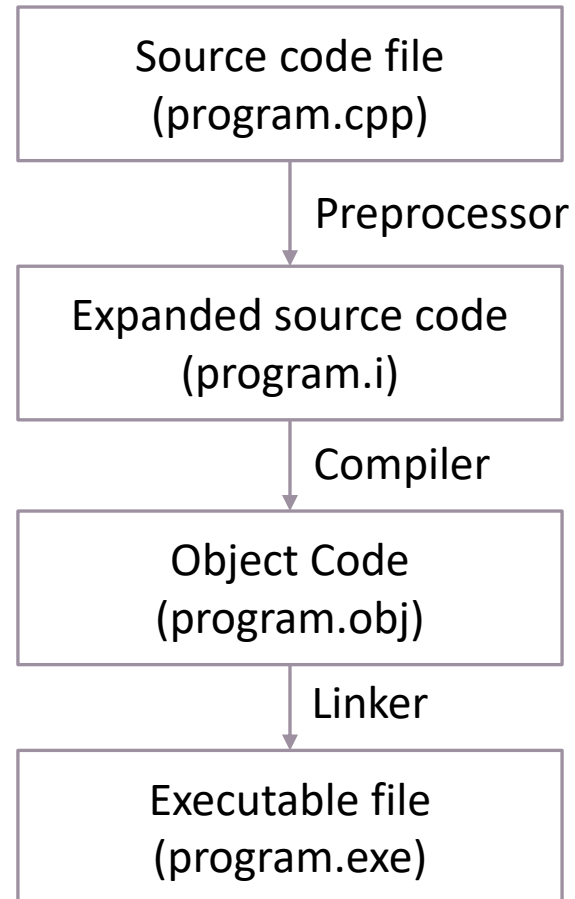 Source code file
(program.cpp)
Preprocessor
Expanded source code
(program.i)
Compiler
Object Code
(program.obj)
Linker
Executable file
(program.exe)